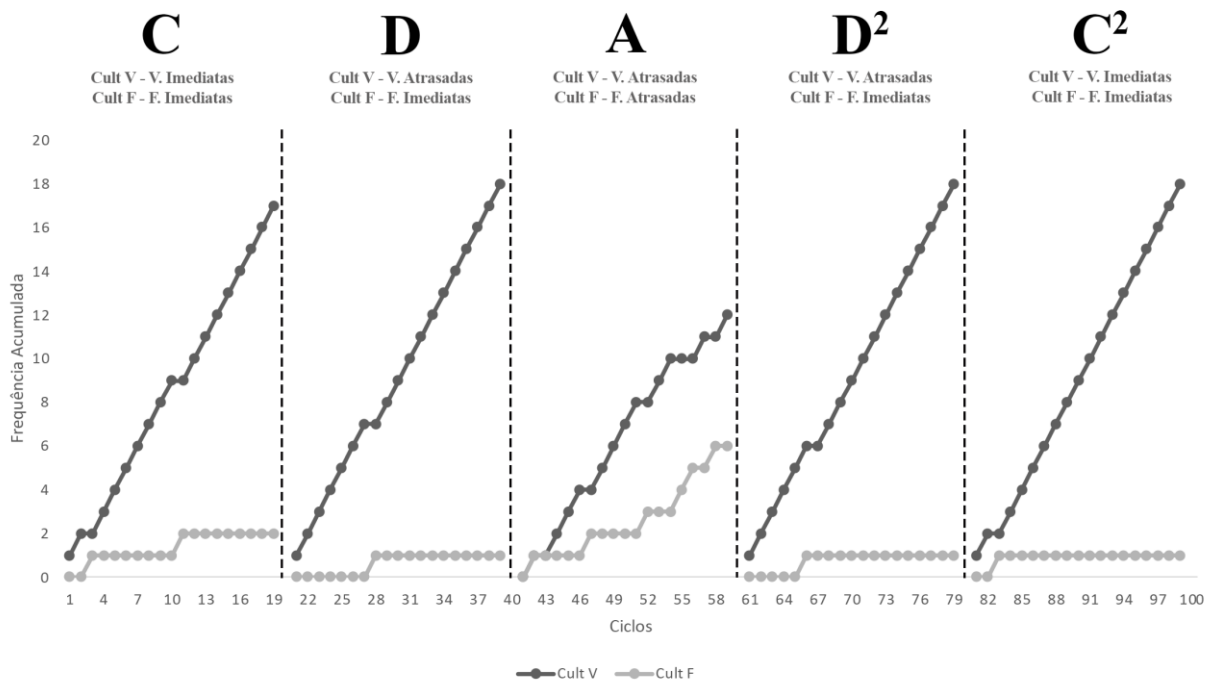 C D A D² C²
Cult V - V. Imediatas Cult V - V. Atrasadas Cult V - V. Atrasadas Cult V - V. Atrasadas Cult V - V. Imediatas
Cult F - F. Imediatas Cult F - F. Imediatas Cult F - F. Atrasadas Cult F - F. Imediatas Cult F - F. Imediatas
Frequência Acumulada
20
18
16
14
12
10
8
6
4
2
0
1 4 7 10 13 16 19 22 25 28 31 34 37 40 43 46 49 52 55 58 61 64 67 70 73 76 79 82 85 88 91 94 97 100
Ciclos
Cult V Cult F